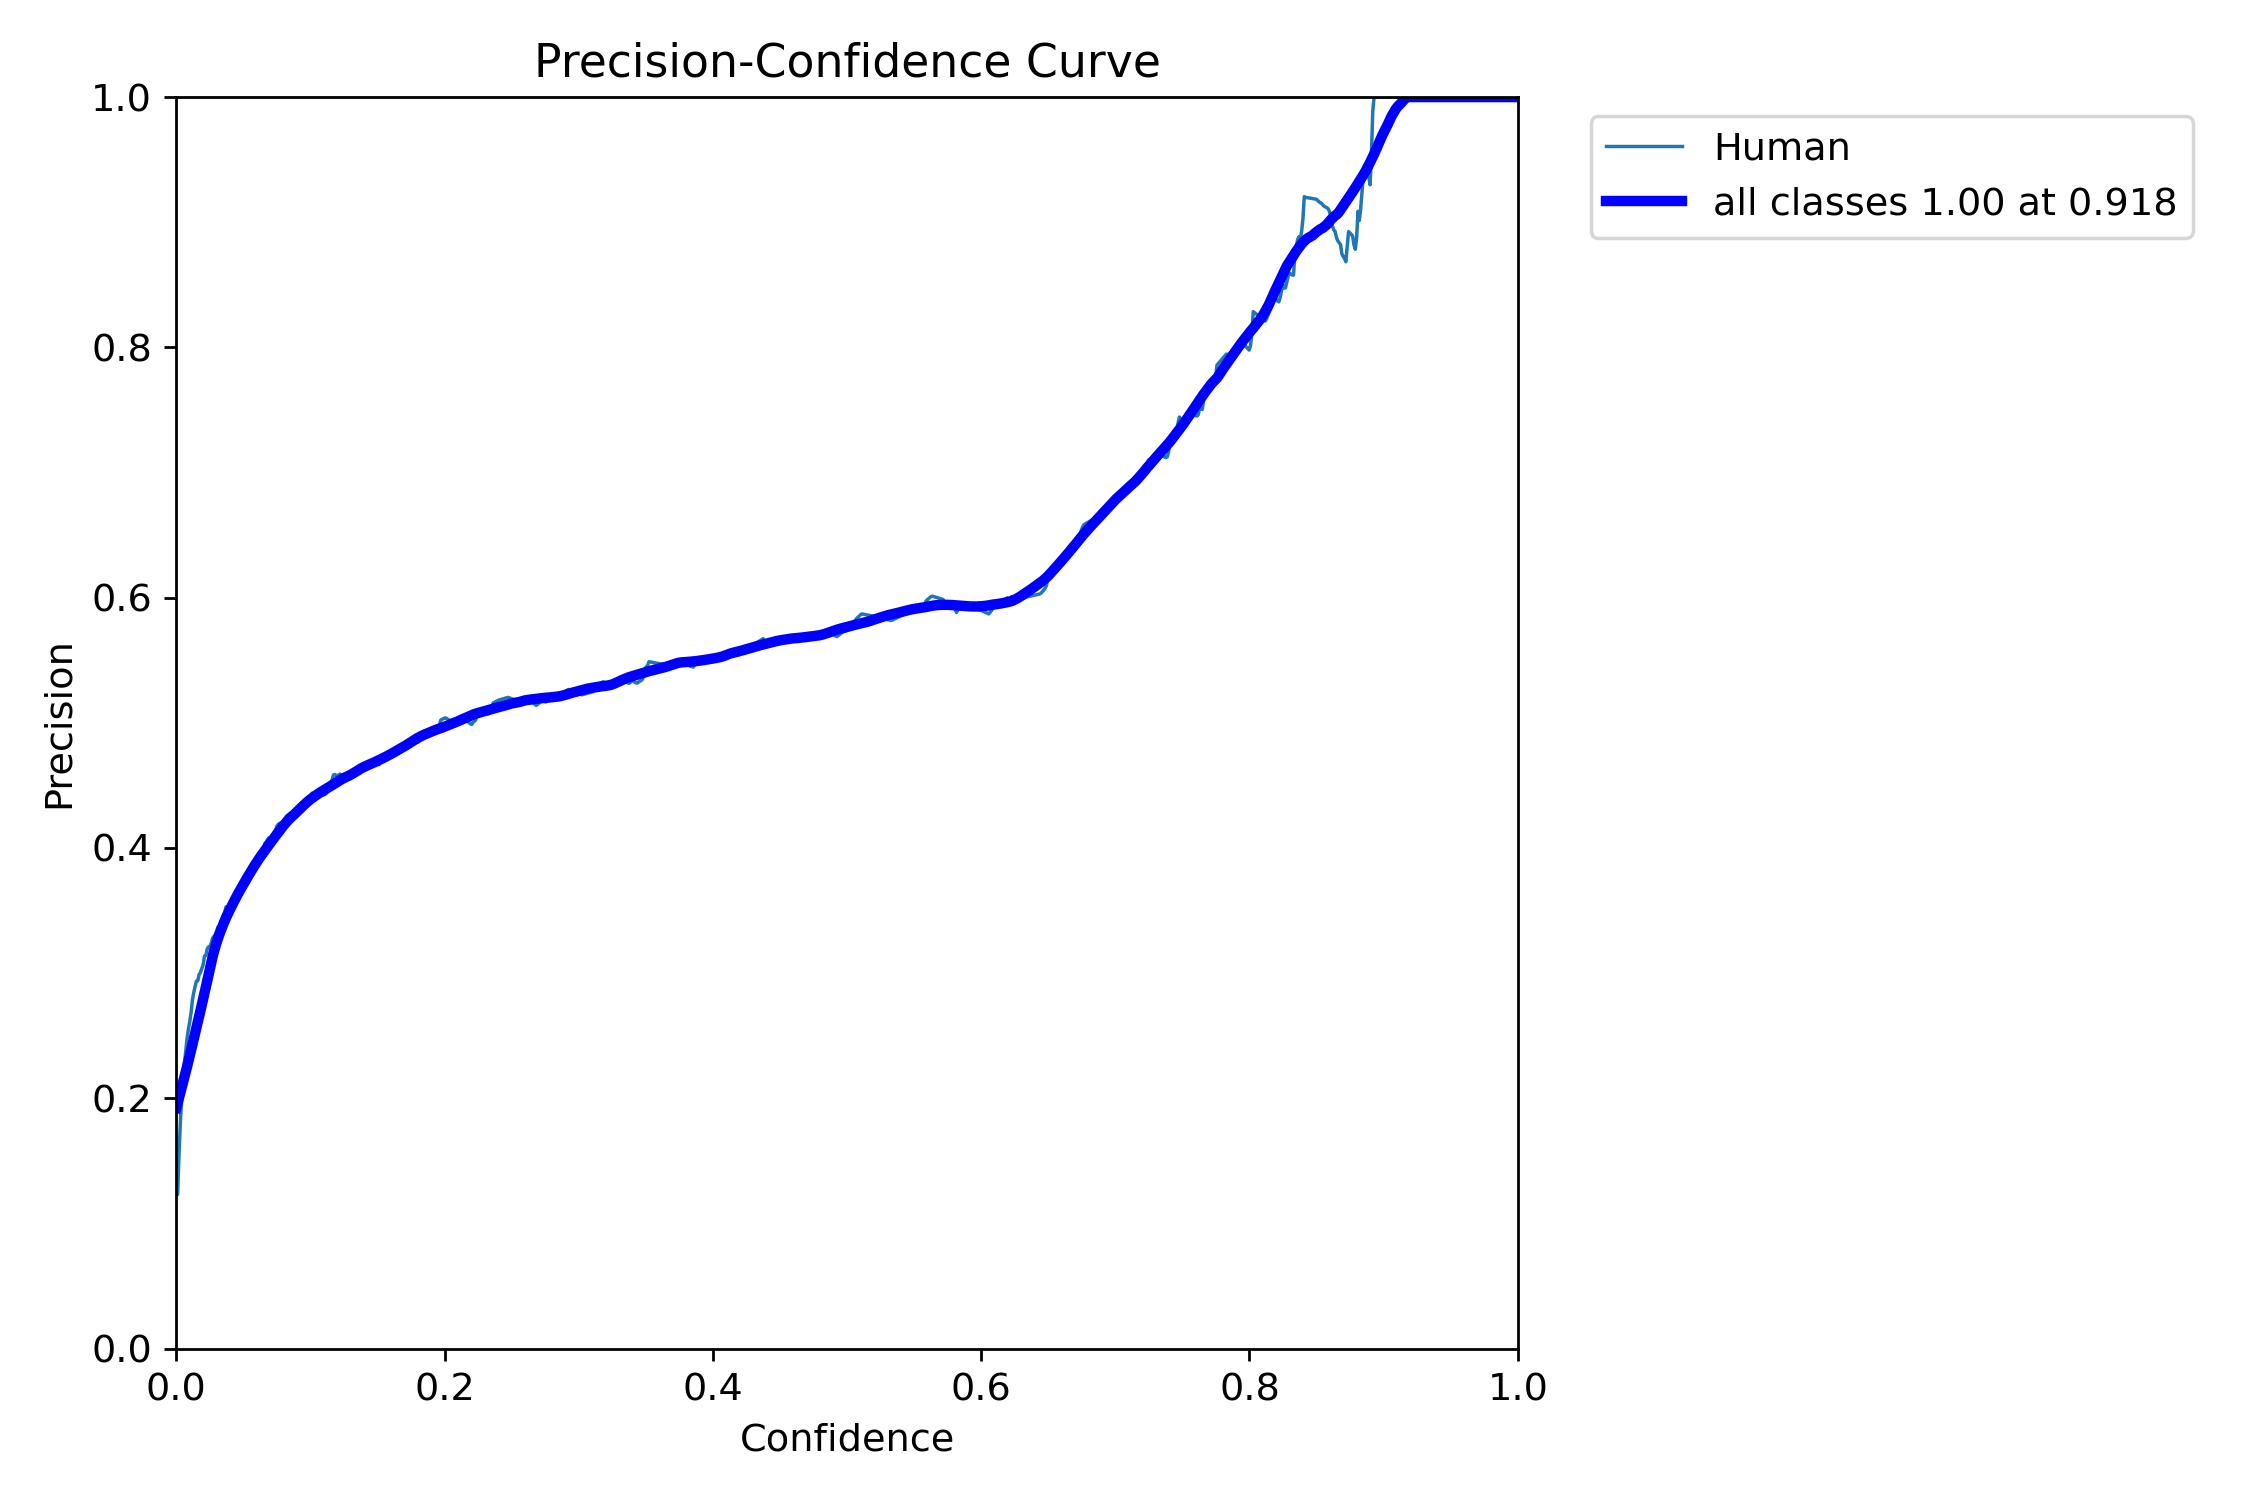 Precision-Confidence Curve
1.0
0.8
0.6
0.4
0.2
0.0
Precision
0.0 0.2 0.4 0.6 0.8 1.0
Confidence
Human
all classes 1.00 at 0.918